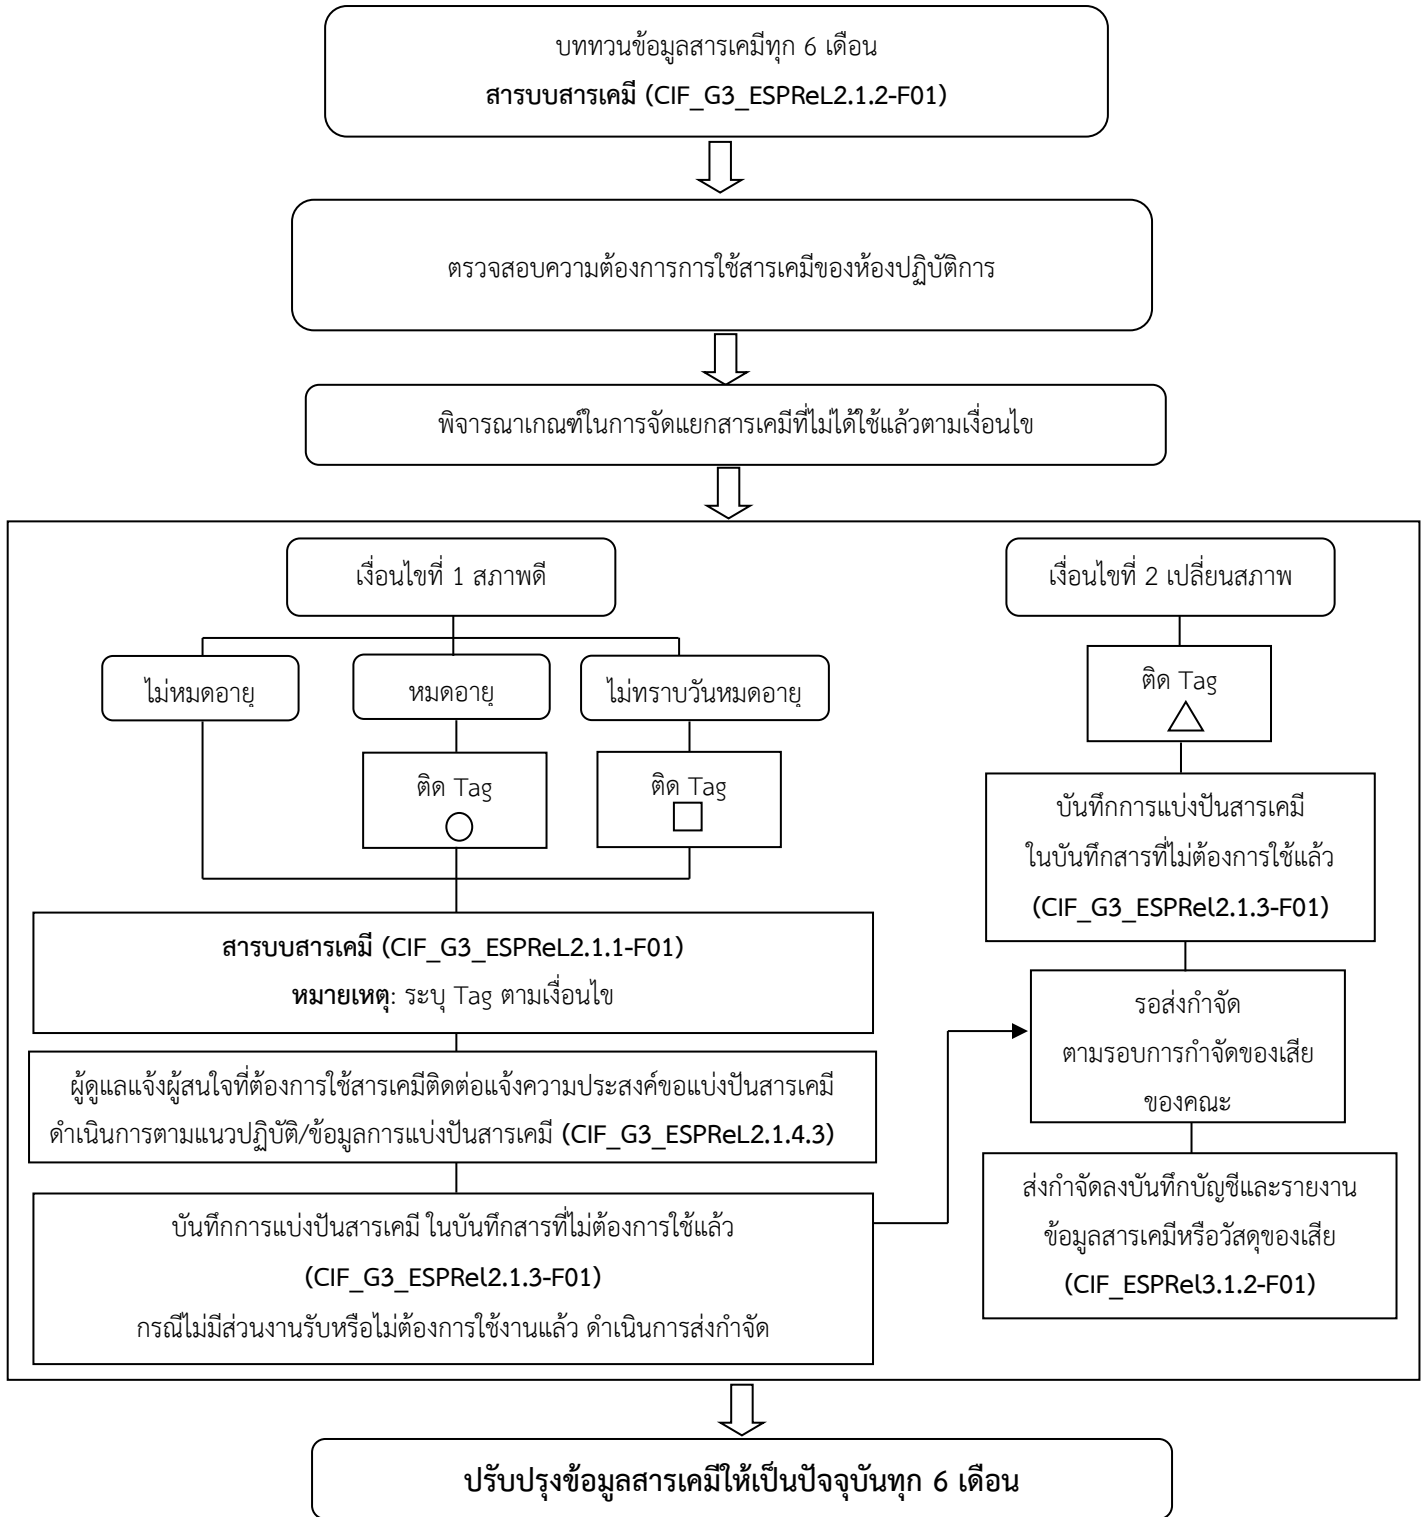 บททวนข้อมูลสารเคมีทุก 6 เดือน
สารบบสารเคมี (CIF_G3_ESPReL2.1.2-F01)
ตรวจสอบความต้องการการใช้สารเคมีของห้องปฏิบัติการ
พิจารณาเกณฑ์ในการจัดแยกสารเคมีที่ไม่ได้ใช้แล้วตามเงื่อนไข
เงื่อนไขที่ 1 สภาพดี
ไม่หมดอายุ
หมดอายุ
ไม่ทราบวันหมดอายุ
ติด Tag
ติด Tag
สารบบสารเคมี (CIF_G3_ESPReL2.1.1-F01)
หมายเหตุ: ระบุ Tag ตามเงื่อนไข
ผู้ดูแลแจ้งผู้สนใจที่ต้องการใช้สารเคมีติดต่อแจ้งความประสงค์ขอแบ่งปันสารเคมี
ดำเนินการตามแนวปฏิบัติ/ข้อมูลการแบ่งปันสารเคมี (CIF_G3_ESPReL2.1.4.3)
บันทึกการแบ่งปันสารเคมี ในบันทึกสารที่ไม่ต้องการใช้แล้ว
(CIF_G3_ESPRel2.1.3-F01)
กรณีไม่มีส่วนงานรับหรือไม่ต้องการใช้งานแล้ว ดำเนินการส่งกำจัด
เงื่อนไขที่ 2 เปลี่ยนสภาพ
ติด Tag
บันทึกการแบ่งปันสารเคมี
ในบันทึกสารที่ไม่ต้องการใช้แล้ว
(CIF_G3_ESPRel2.1.3-F01)
รอส่งกำจัด
ตามรอบการกำจัดของเสีย
ของคณะ
ส่งกำจัดลงบันทึกบัญชีและรายงาน
ข้อมูลสารเคมีหรือวัสดุของเสีย
(CIF_ESPRel3.1.2-F01)
ปรับปรุงข้อมูลสารเคมีให้เป็นปัจจุบันทุก 6 เดือน